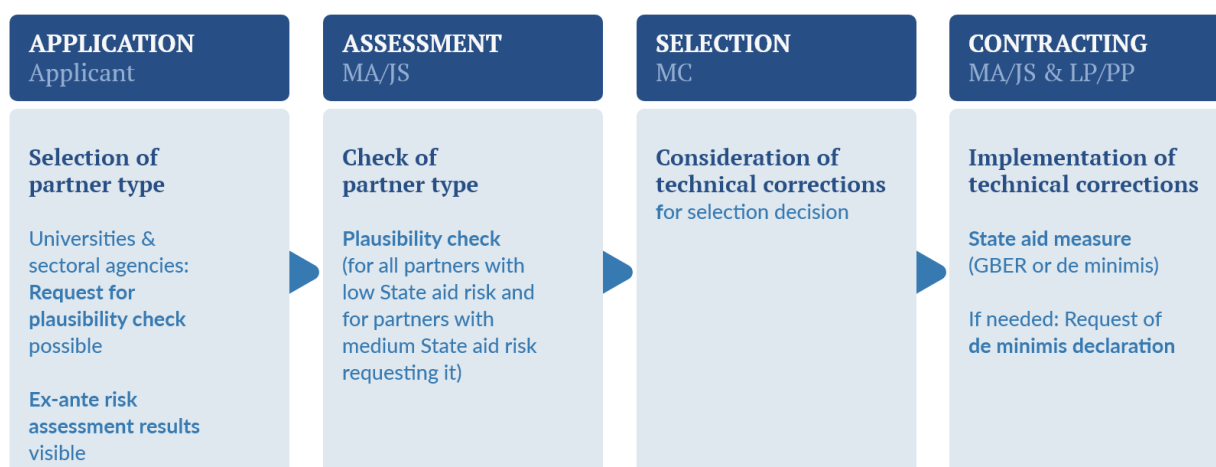 APPLICATION
Applicant
Selection of
partner type
Universities &
sectoral agencies:
Request for
plausibility check
possible
Ex-ante risk
assessment results
visible
ASSESSMENT
MA/JS
Check of
partner type
Plausibility check
(for all partners with
low State aid risk and
for partners with
medium State aid risk
requesting it)
SELECTION
MC
Consideration of
technical corrections
for selection decision
CONTRACTING
MA/JS & LP/PP
Implementation of
technical corrections
State aid measure
(GBER or de minimis)
If needed: Request of
de minimis declaration